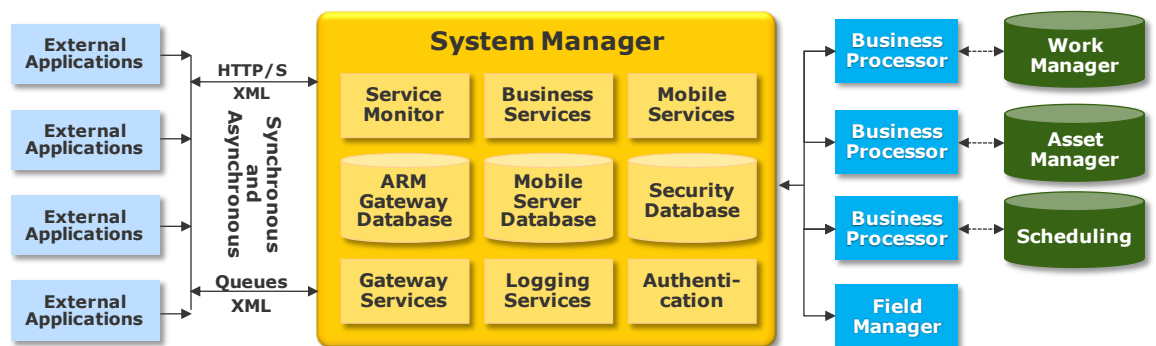 External
Applications
External
Applications
External
Applications
External
Applications
HTTP/S
XML
Synchronous
and
Asynchronous
Queues
XML
System Manager
Service
Monitor
Business
Services
Mobile
Services
ARM
Gateway
Database
Mobile
Server
Database
Security
Database
Gateway
Services
Logging
Services
Authenti-
cation
Business
Processor
Business
Processor
Business
Processor
Field
Manager
Work
Manager
Asset
Manager
Scheduling